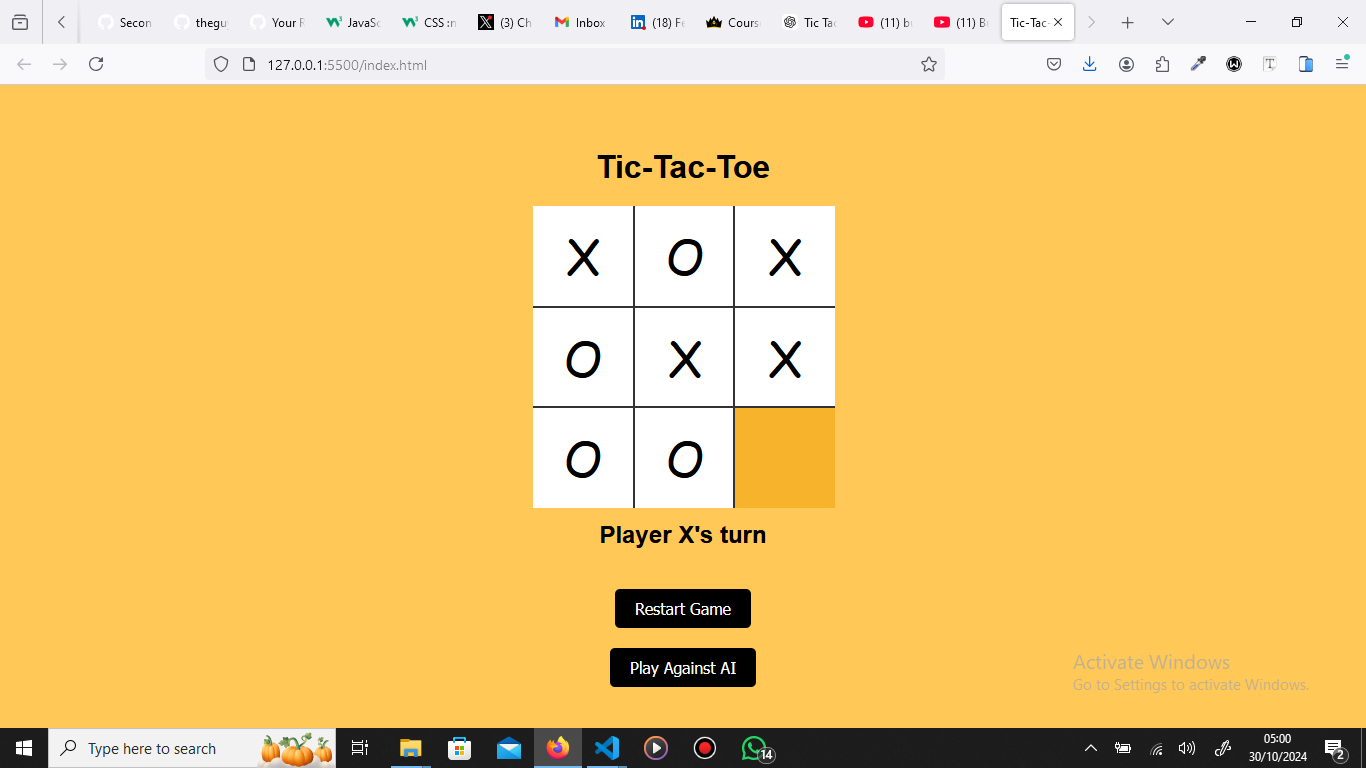 Secon
thegu
Your R
JavaSc
CSS :n
(3) Ch
Inbox
(18) Fe
Cours
Tic Tac
(11) bu
(11) Bu
Tic-Tac-
127.0.0.1:5500/index.html
Tic-Tac-Toe
X O X
O X X
O O
Player X's turn
Restart Game
Play Against AI
Activate Windows
Go to Settings to activate Windows.
Type here to search
14
05:00
30/10/2024
2